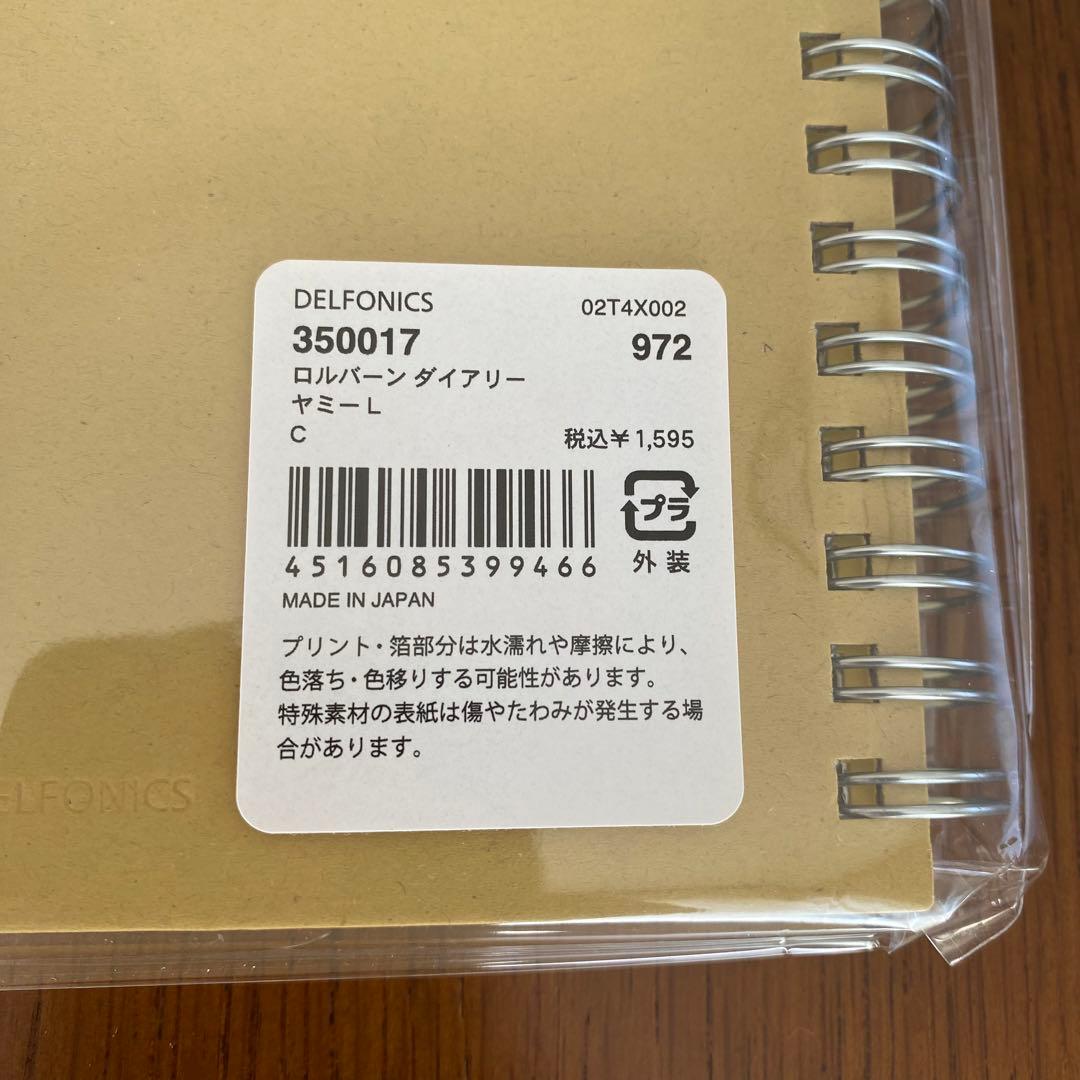 DELFONICS 02T4X002
350017 972
ロルバーン ダイアリー
ヤミー L
C 税込¥1,595
プラ
外装
4516085399466
MADE IN JAPAN
プリント・箔部分は水濡れや摩擦により、
色落ち・色移りする可能性があります。
特殊素材の表紙は傷やたわみが発生する場
合があります。
ELFONICS